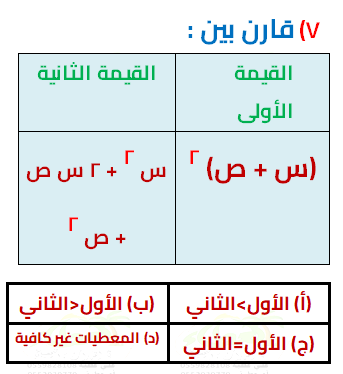 ٧) قارن بين :
القيمة الأولى
القيمة الثانية
(س + ص) ٢
س ٢ + ٢ س ص
+ ص ٢
(أ) الأول>الثاني
(ب) الأول<الثاني
(ج) الأول=الثاني
(د) المعطيات غير كافية